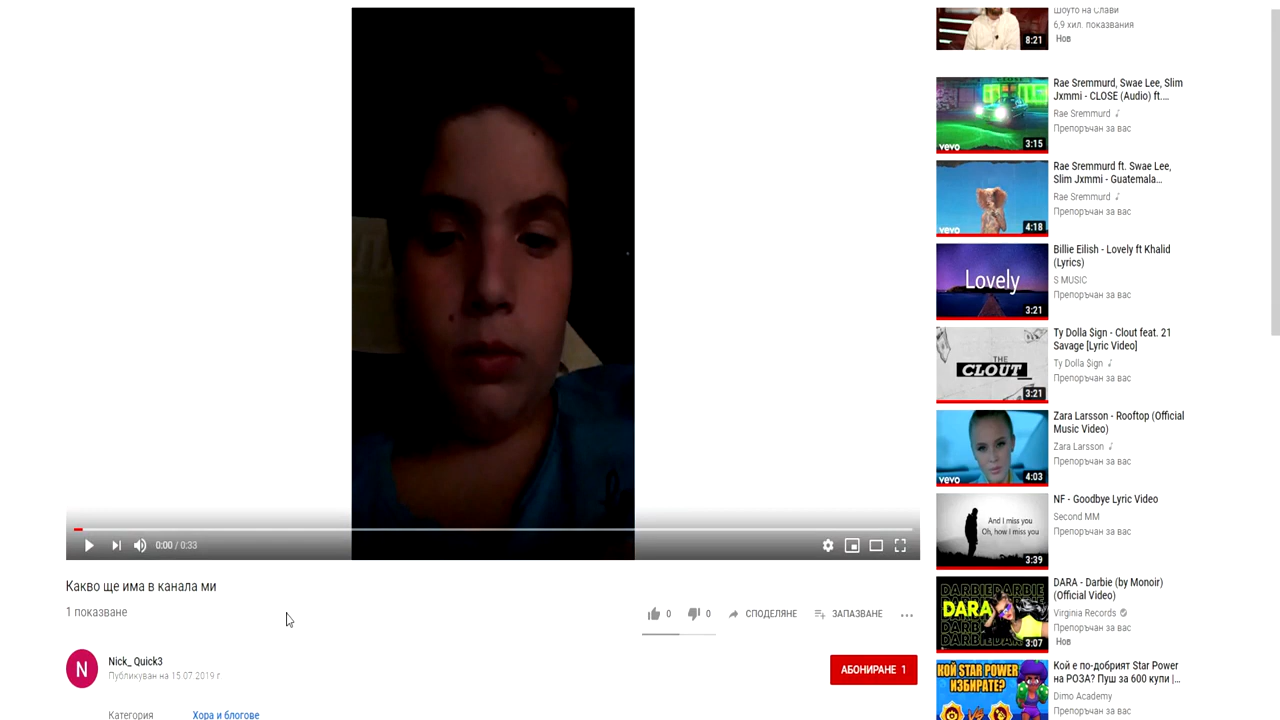 Шоуто на Слави
6,9 хил. показвания
Нов
8:21
Rae Sremmurd, Swae Lee, Slim
Jxmmi - CLOSE (Audio) ft....
Rae Sremmurd
Препоръчан за вас
vevo
3:15
Rae Sremmurd ft. Swae Lee,
Slim Jxmmi - Guatemala...
Rae Sremmurd
Препоръчан за вас
vevo
4:18
Billie Eilish - Lovely ft Khalid
(Lyrics)
S MUSIC
Препоръчан за вас
Lovely
3:21
Ty Dolla $ign - Clout feat. 21
Savage [Lyric Video]
Ty Dolla $ign
Препоръчан за вас
THE
CLOUT
3:21
Zara Larsson - Rooftop (Official
Music Video)
Zara Larsson
Препоръчан за вас
vevo
4:03
NF - Goodbye Lyric Video
Second MM
Препоръчан за вас
And I miss you
Oh, how I miss you
3:39
DARA - Darbie (by Monoir)
(Official Video)
Virginia Records
Препоръчан за вас
Нов
DARBIEDARBIE
DARA
3:07
Кой е по-добрият Star Power
на РОЗА? Пуш за 600 купи |...
Dimo Academy
Препоръчан за вас
КОЙ STAR POWER
ИЗБИРАТЕ?
VS
0:00 / 0:33
Какво ще има в канала ми
1 показване
0
0
СПОДЕЛЯНЕ
ЗАПАЗВАНЕ
N
Nick_ Quick3
Публикуван на 15.07.2019 г
АБОНИРАНЕ 1
Категория
Хора и блогове